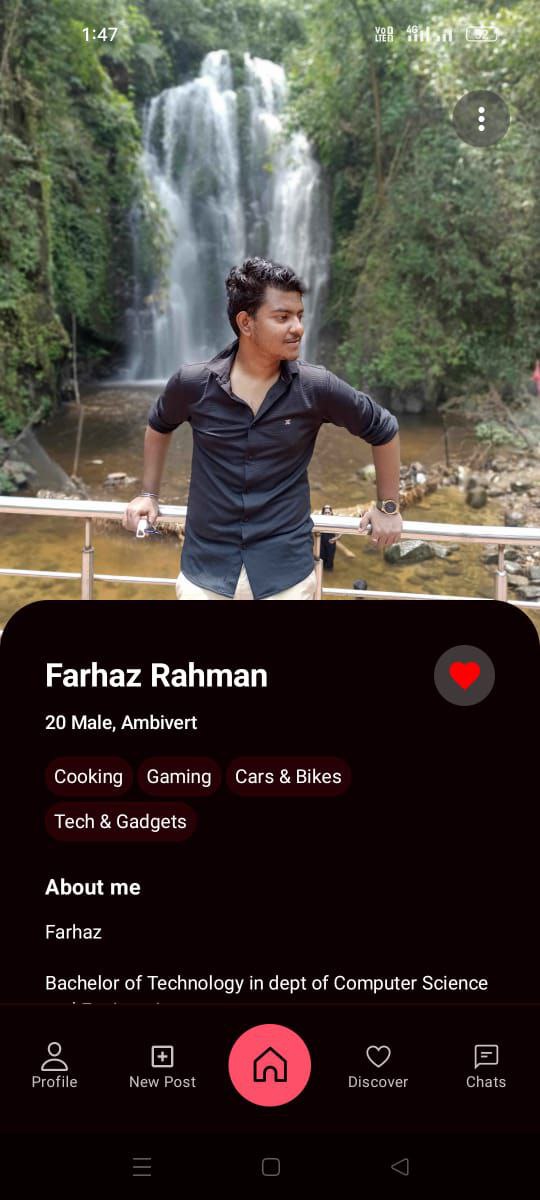 1:47
Vo
LTE
4G
92
Farhaz Rahman
20 Male, Ambivert
Cooking Gaming Cars & Bikes
Tech & Gadgets
About me
Farhaz
Bachelor of Technology in dept of Computer Science
Profile New Post Discover Chats